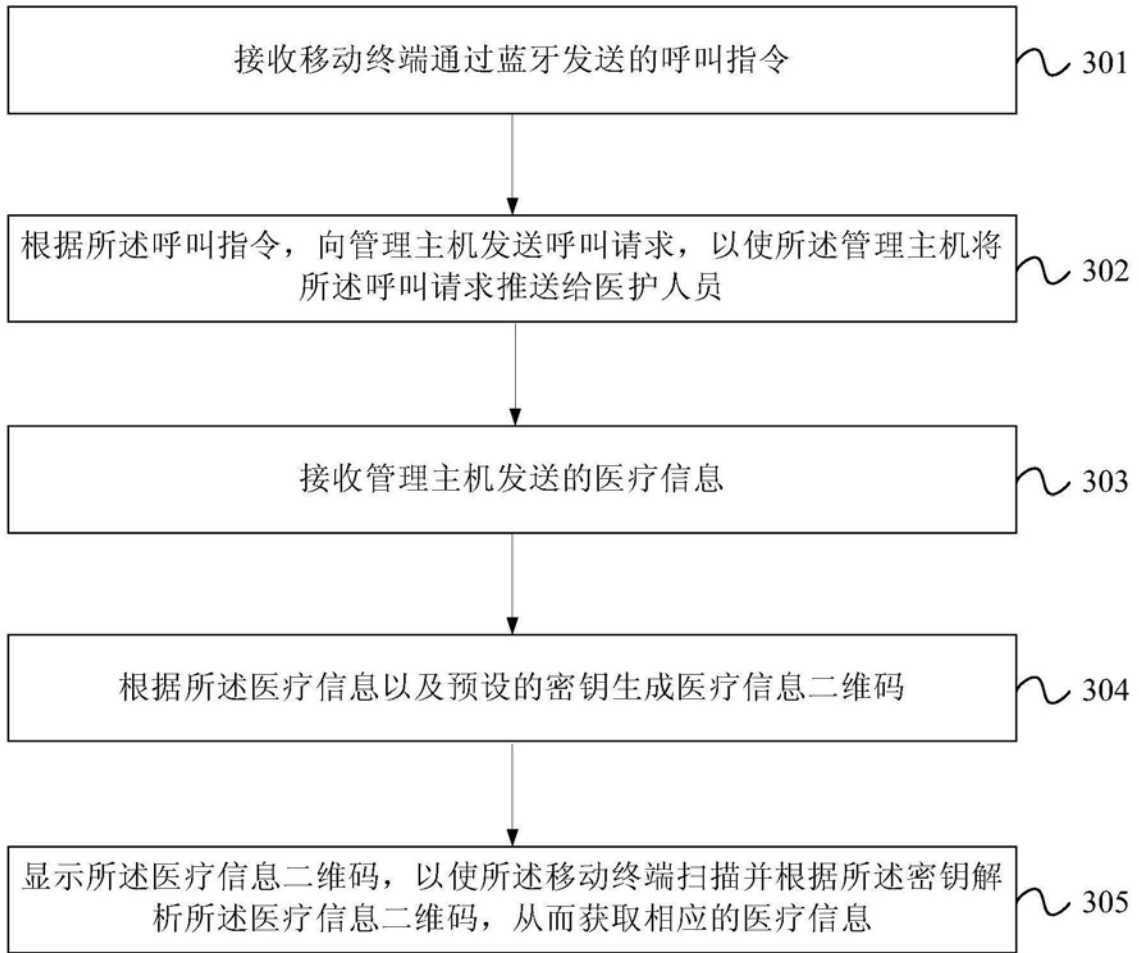 接收移动终端通过蓝牙发送的呼叫指令
301
根据所述呼叫指令，向管理主机发送呼叫请求，以使所述管理主机将
所述呼叫请求推送给医护人员
302
接收管理主机发送的医疗信息
303
根据所述医疗信息以及预设的密钥生成医疗信息二维码
304
显示所述医疗信息二维码，以使所述移动终端扫描并根据所述密钥解
析所述医疗信息二维码，从而获取相应的医疗信息
305